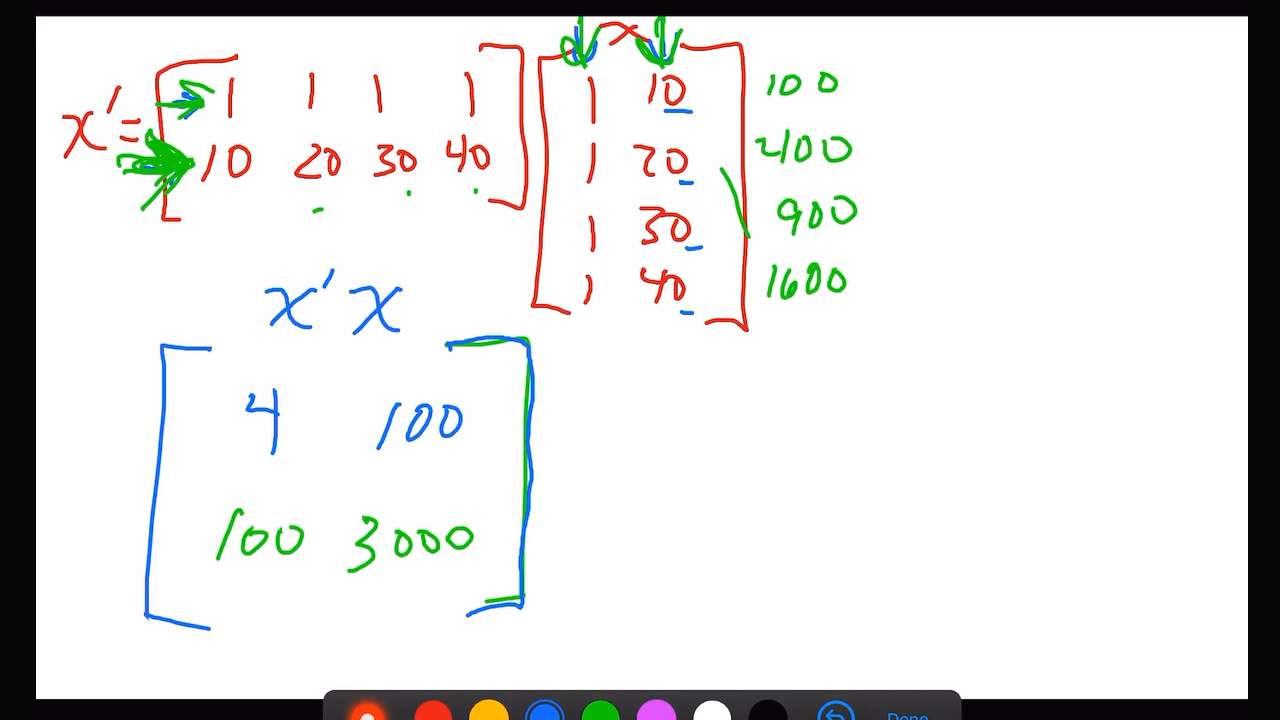 X
x' = [ 1 1 1 1 ] [ 1 10 ] 100
[ 10 20 30 40 ] [ 1 20 ] 400
[ 1 30 ] 900
[ 1 40 ] 1600
x'x
4 100
100 3000
Done